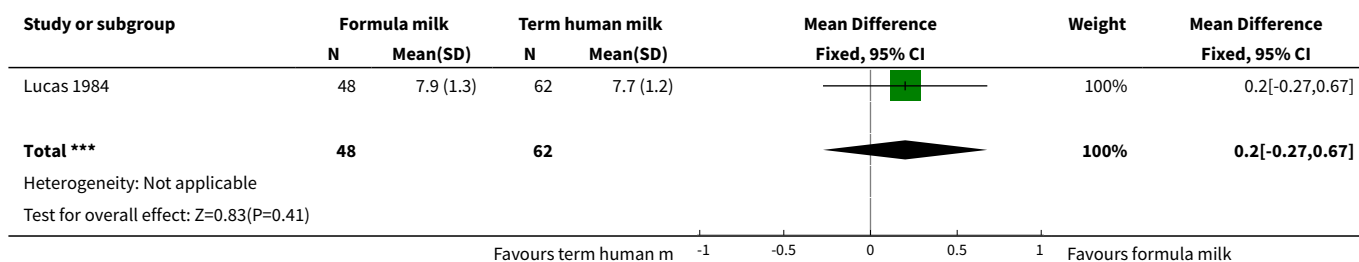 Study or subgroup Formula milk Term human milk Mean Difference Weight Mean Difference
N Mean(SD) N Mean(SD) Fixed, 95% CI Fixed, 95% CI
Lucas 1984 48 7.9 (1.3) 62 7.7 (1.2) 100% 0.2[-0.27,0.67]
Total *** 48 62 100% 0.2[-0.27,0.67]
Heterogeneity: Not applicable
Test for overall effect: Z=0.83(P=0.41)
Favours term human m -1 -0.5 0 0.5 1 Favours formula milk